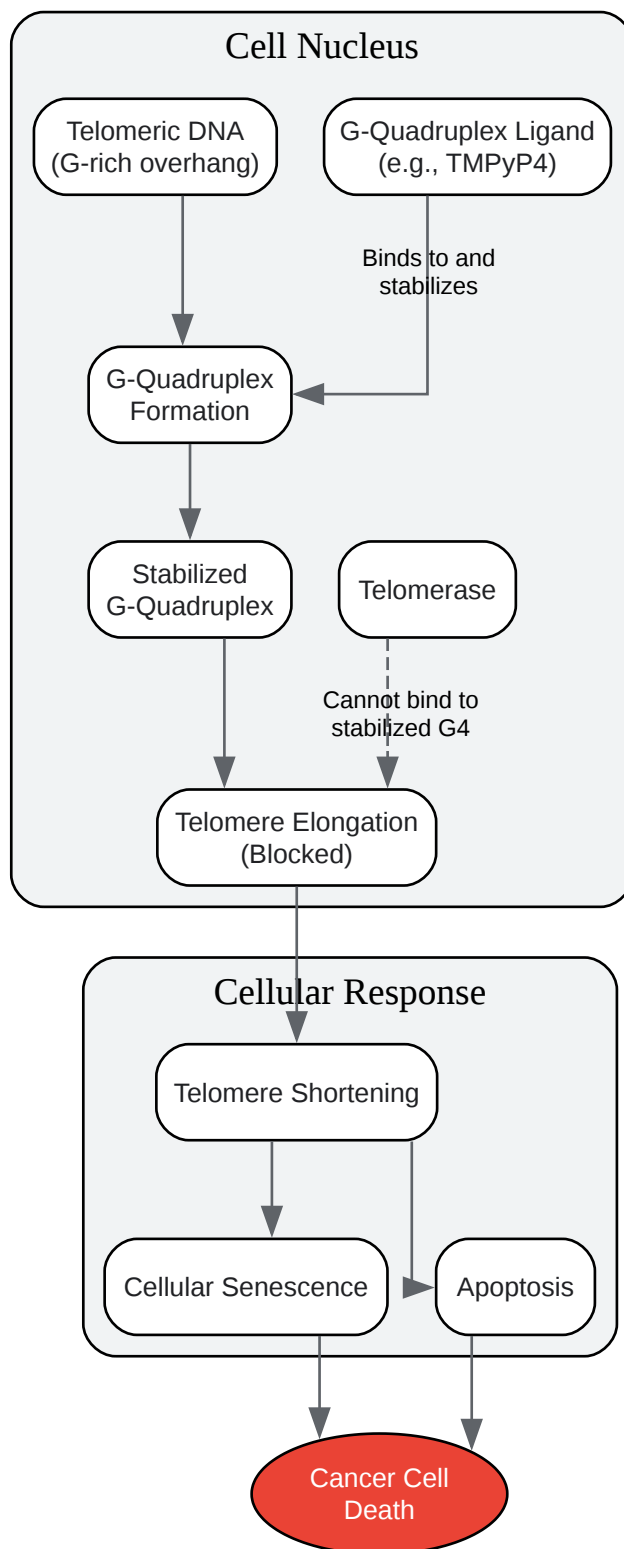 Cell Nucleus
Telomeric DNA
(G-rich overhang)
G-Quadruplex Ligand
(e.g., TMPyP4)
Binds to and
stabilizes
G-Quadruplex
Formation
Stabilized
G-Quadruplex
Telomerase
Cannot bind to
stabilized G4
Telomere Elongation
(Blocked)
Cellular Response
Telomere Shortening
Cellular Senescence
Apoptosis
Cancer Cell
Death